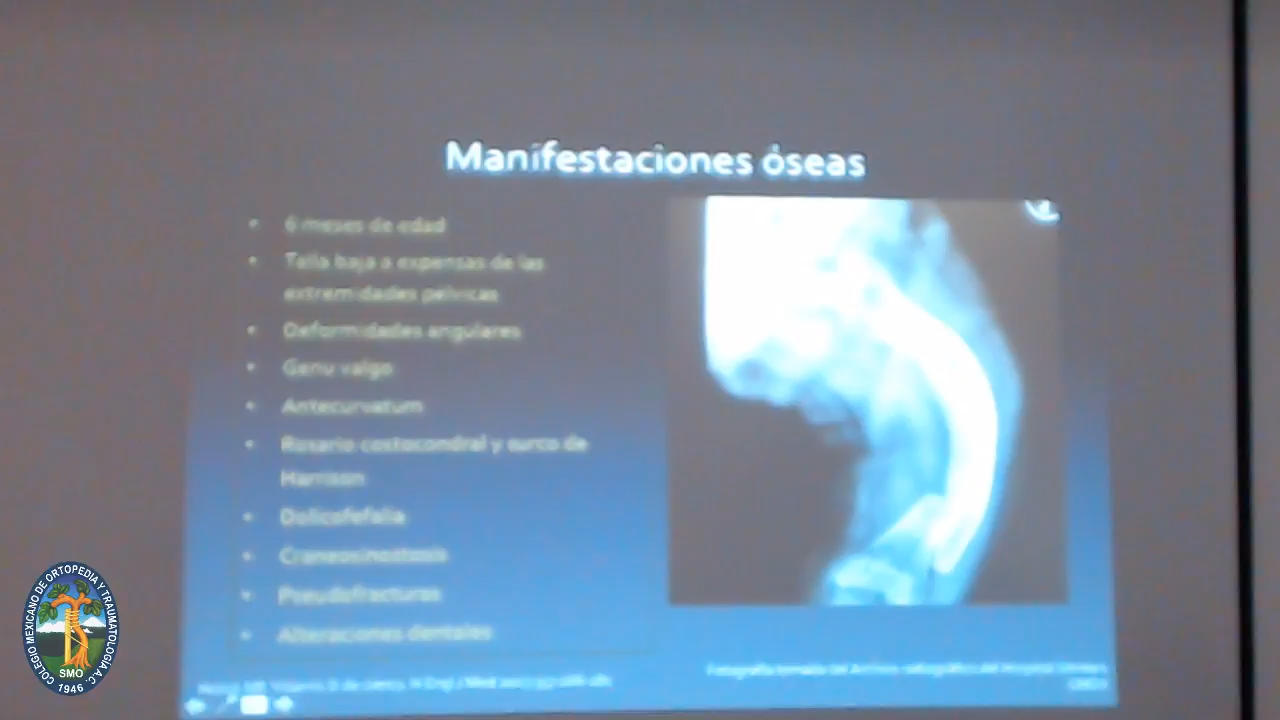 Manifestaciones óseas
• 6 meses de edad
• Talla baja a expensas de las
extremidades pelvicas
• Deformidades angulares
• Genu valgo
• Antecurvatum
• Rosario costocondral y surco de
Harrison
• Dolicofefalia
• Craneosinostosis
• Pseudofracturas
• Alteraciones dentales
COLEGIO MEXICANO DE ORTOPEDIA Y TRAUMATOLOGÍA A.C.
SMO
1946